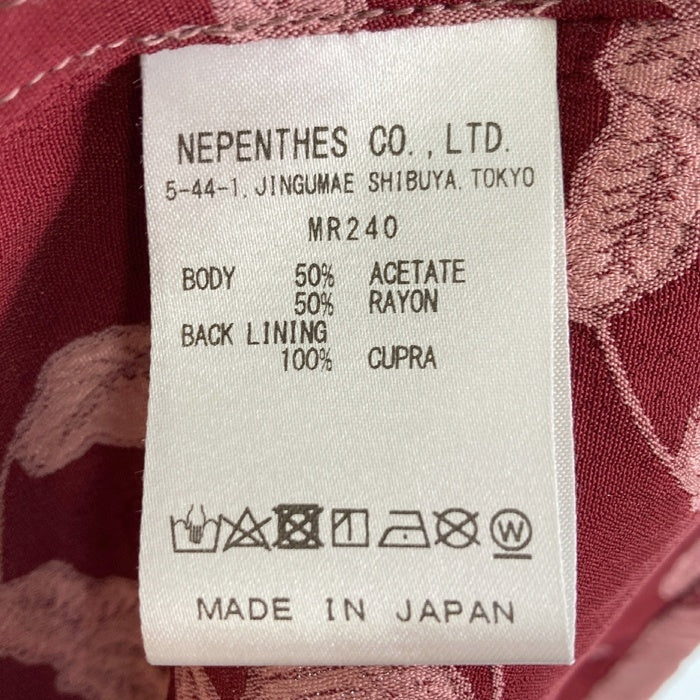 NEPENTHES CO., LTD.
5-44-1, JINGUMAE SHIBUYA, TOKYO
MR240
BODY 50% ACETATE
50% RAYON
BACK LINING
100% CUPRA
W
MADE IN JAPAN